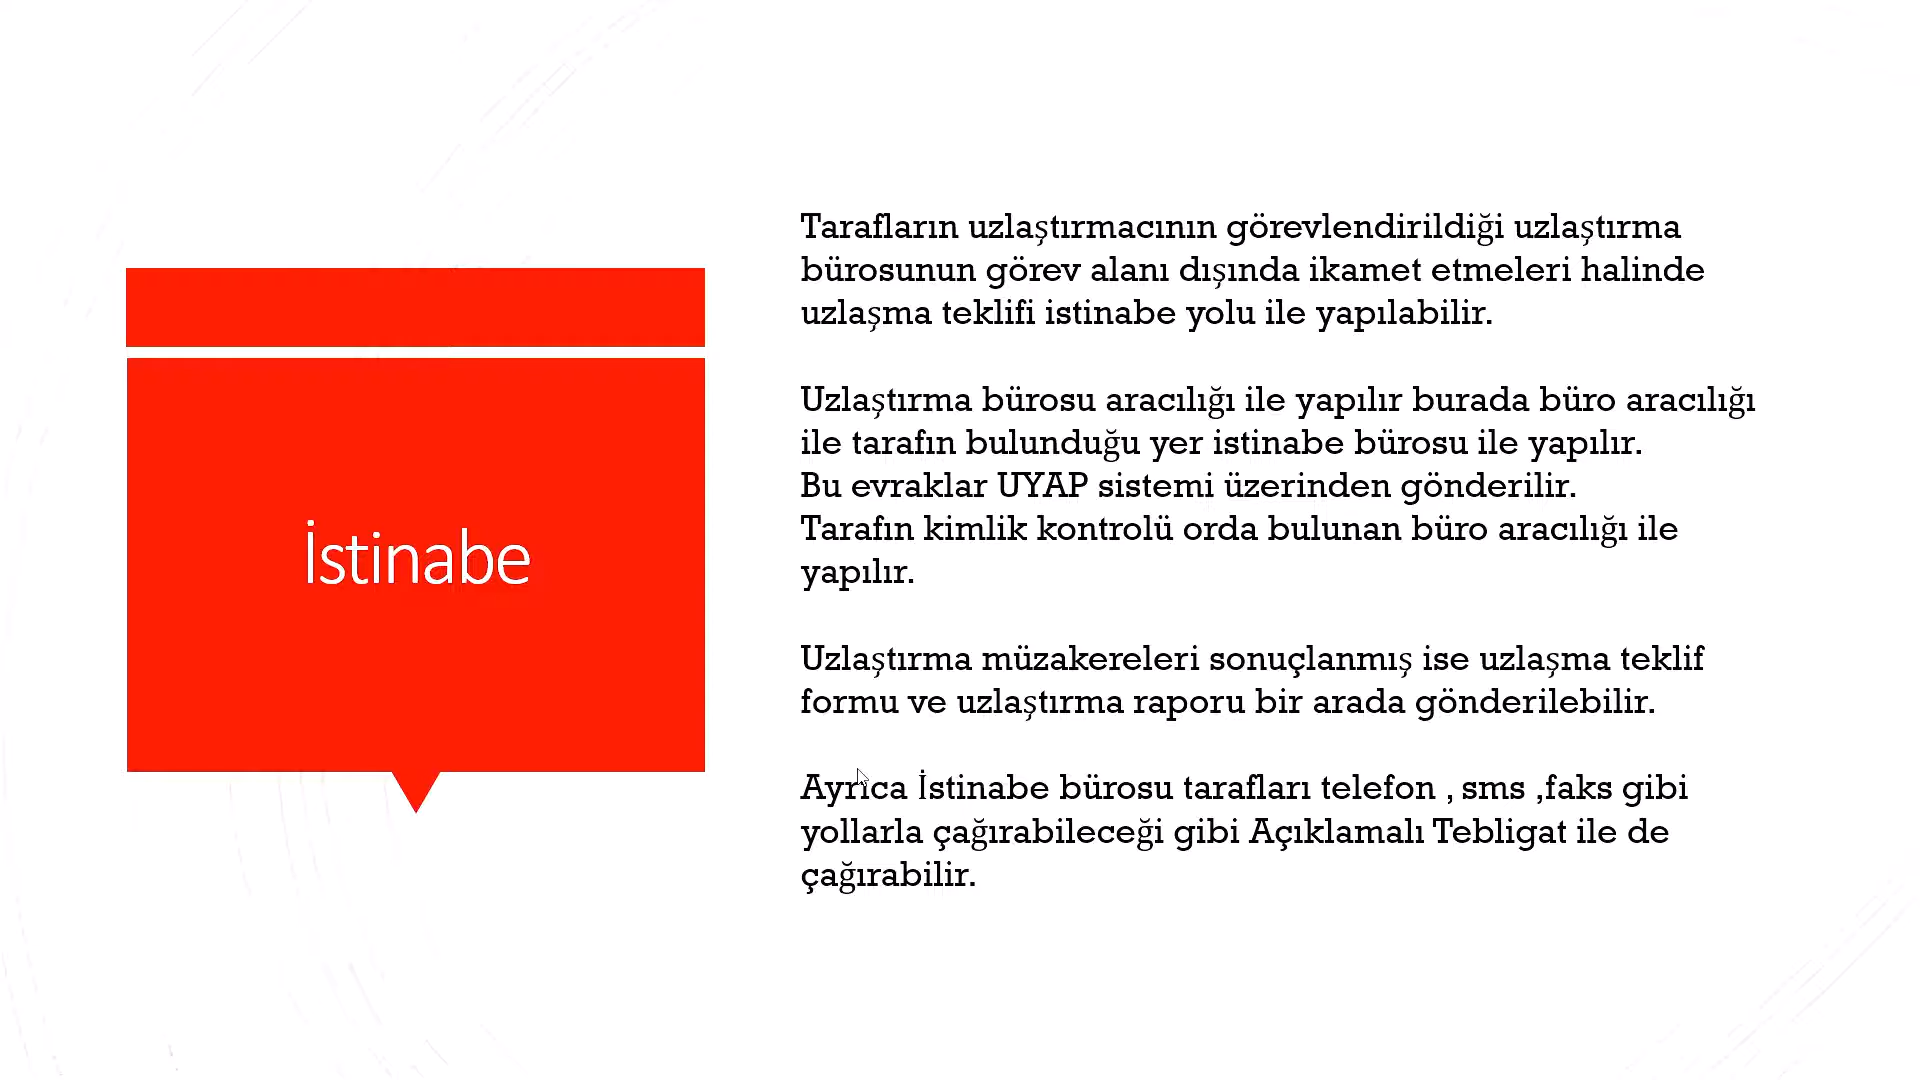 İstinabe
Tarafların uzlaştırmacının görevlendirildiği uzlaştırma
bürosunun görev alanı dışında ikamet etmeleri halinde
uzlaşma teklifi istinabe yolu ile yapılabilir.
Uzlaştırma bürosu aracılığı ile yapılır burada büro aracılığı
ile tarafın bulunduğu yer istinabe bürosu ile yapılır.
Bu evraklar UYAP sistemi üzerinden gönderilir.
Tarafın kimlik kontrolü orda bulunan büro aracılığı ile
yapılır.
Uzlaştırma müzakereleri sonuçlanmış ise uzlaşma teklif
formu ve uzlaştırma raporu bir arada gönderilebilir.
Ayrıca İstinabe bürosu tarafları telefon , sms ,faks gibi
yollarla çağırabileceği gibi Açıklamalı Tebligat ile de
çağırabilir.